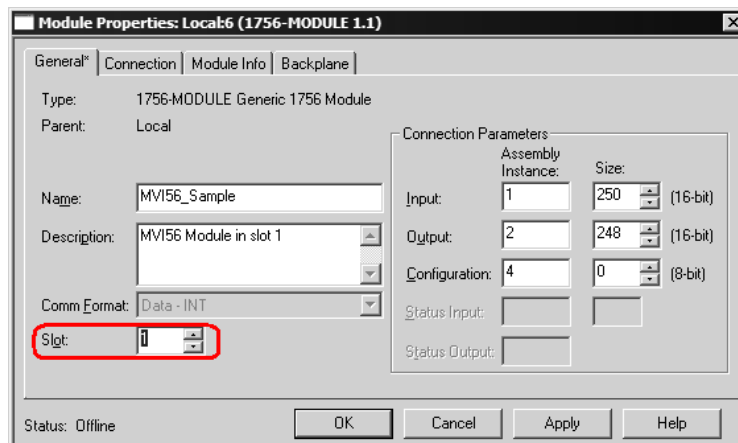 Module Properties: Local:6 (1756-MODULE 1.1)
General* Connection Module Info Backplane
Type: 1756-MODULE Generic 1756 Module
Parent: Local
Name: MVI56_Sample
Description: MVI56 Module in slot 1
Comm Format: Data - INT
Slot: 1
Connection Parameters
Assembly Instance: Size:
Input: 1 250 (16-bit)
Output: 2 248 (16-bit)
Configuration: 4 0 (8-bit)
Status Input:
Status Output:
Status: Offline
OK Cancel Apply Help